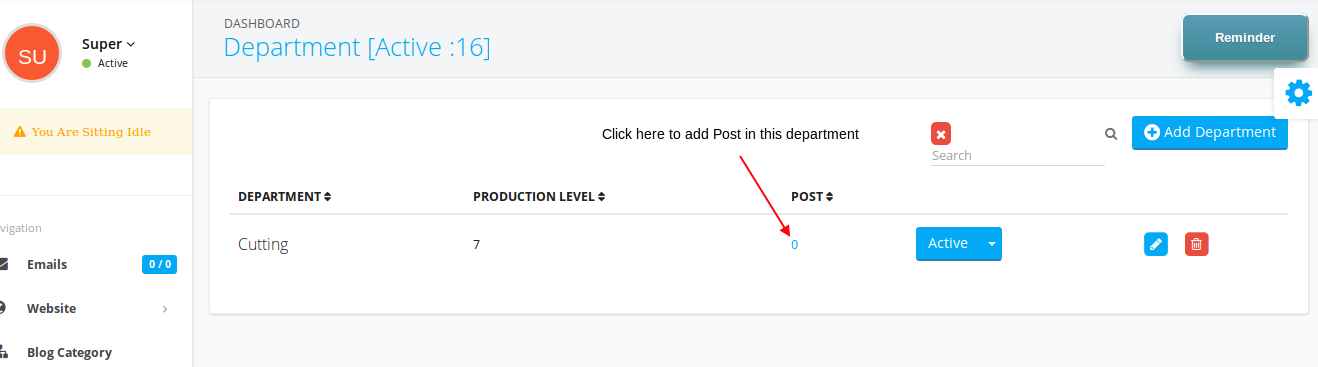 SU
Super
Active
You Are Sitting Idle
vigation
Emails
0 / 0
Website
Blog Category
DASHBOARD
Department [Active :16]
Reminder
Click here to add Post in this department
Search
Add Department
DEPARTMENT
PRODUCTION LEVEL
POST
Cutting
7
0
Active